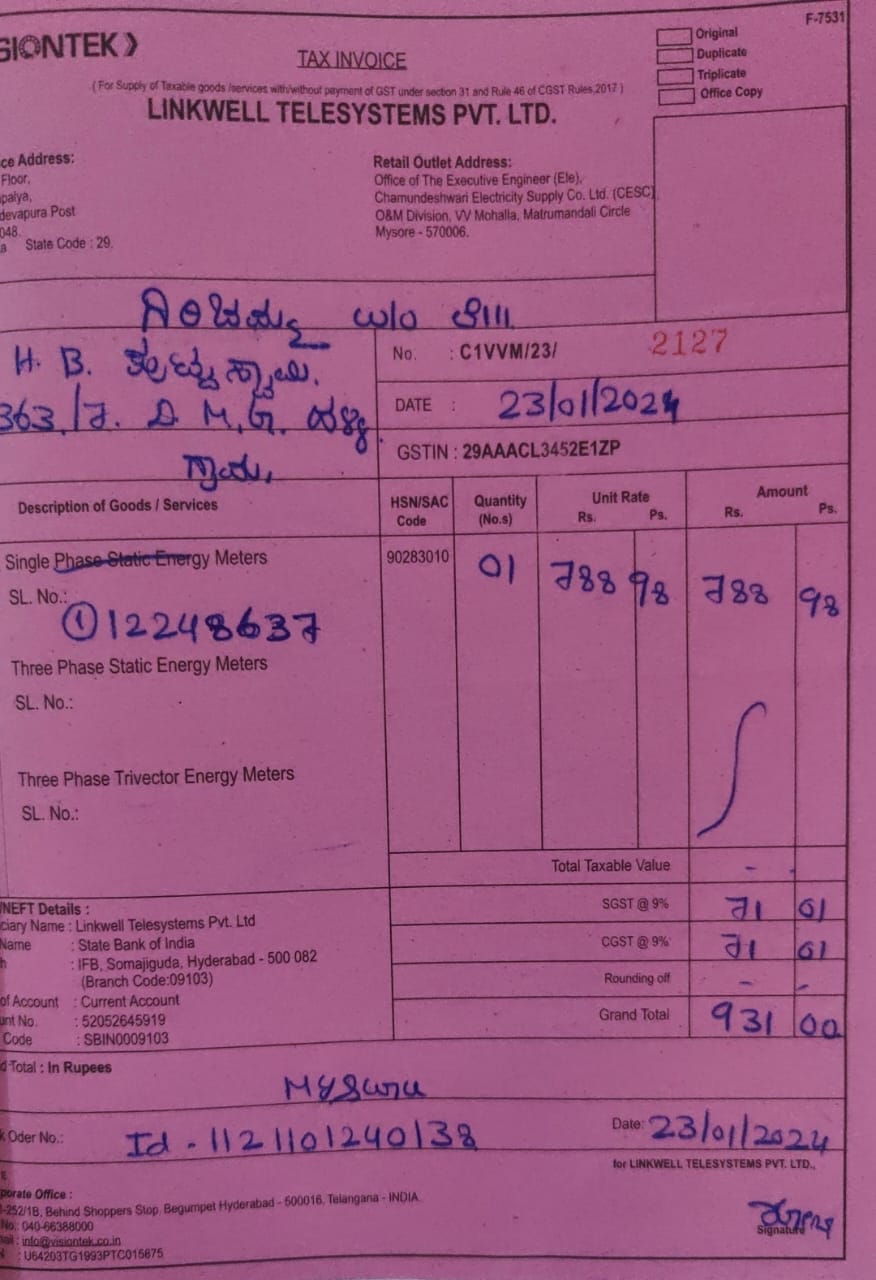 F-7531
SIONTEK
TAX INVOICE
Original
Duplicate
Triplicate
Office Copy
( For Supply of Taxable goods /services with/without payment of GST under section 31 and Rule 46 of CGST Rules,2017 )
LINKWELL TELESYSTEMS PVT. LTD.
ce Address:
Floor,
palya,
devapura Post
048.
a State Code : 29.
Retail Outlet Address:
Office of The Executive Engineer (Ele),
Chamundeshwari Electricity Supply Co. Ltd. (CESC)
O&M Division, VV Mohalla, Matrumandali Circle
Mysore - 570006.
W/o
H. B.
363
No. : C1VVM/23/ 2127
DATE : 23/01/2024
GSTIN : 29AAACL3452E1ZP
Description of Goods / Services HSN/SAC Code Quantity (No.s) Unit Rate Rs. Ps. Amount Rs. Ps.
Single Phase Static Energy Meters 90283010 01 788 98 788 98
SL. No.:
① 12248637
Three Phase Static Energy Meters
SL. No.:
Three Phase Trivector Energy Meters
SL. No.:
Total Taxable Value -
SGST @ 9% 71 01
CGST @ 9% 71 01
Rounding off - -
Grand Total 931 00
/NEFT Details :
ciary Name : Linkwell Telesystems Pvt. Ltd
Name : State Bank of India
h : IFB, Somajiguda, Hyderabad - 500 082
(Branch Code:09103)
of Account : Current Account
unt No. : 52052645919
Code : SBIN0009103
d Total : In Rupees
Mysuru
k Oder No.: Id - 1121101240138
Date: 23/01/2024
for LINKWELL TELESYSTEMS PVT. LTD.,
porate Office :
-252/1B, Behind Shoppers Stop, Begumpet Hyderabad - 500016, Telangana - INDIA.
No.: 040-66388000
ail : info@visiontek.co.in
: U64203TG1993PTC015875
Signature